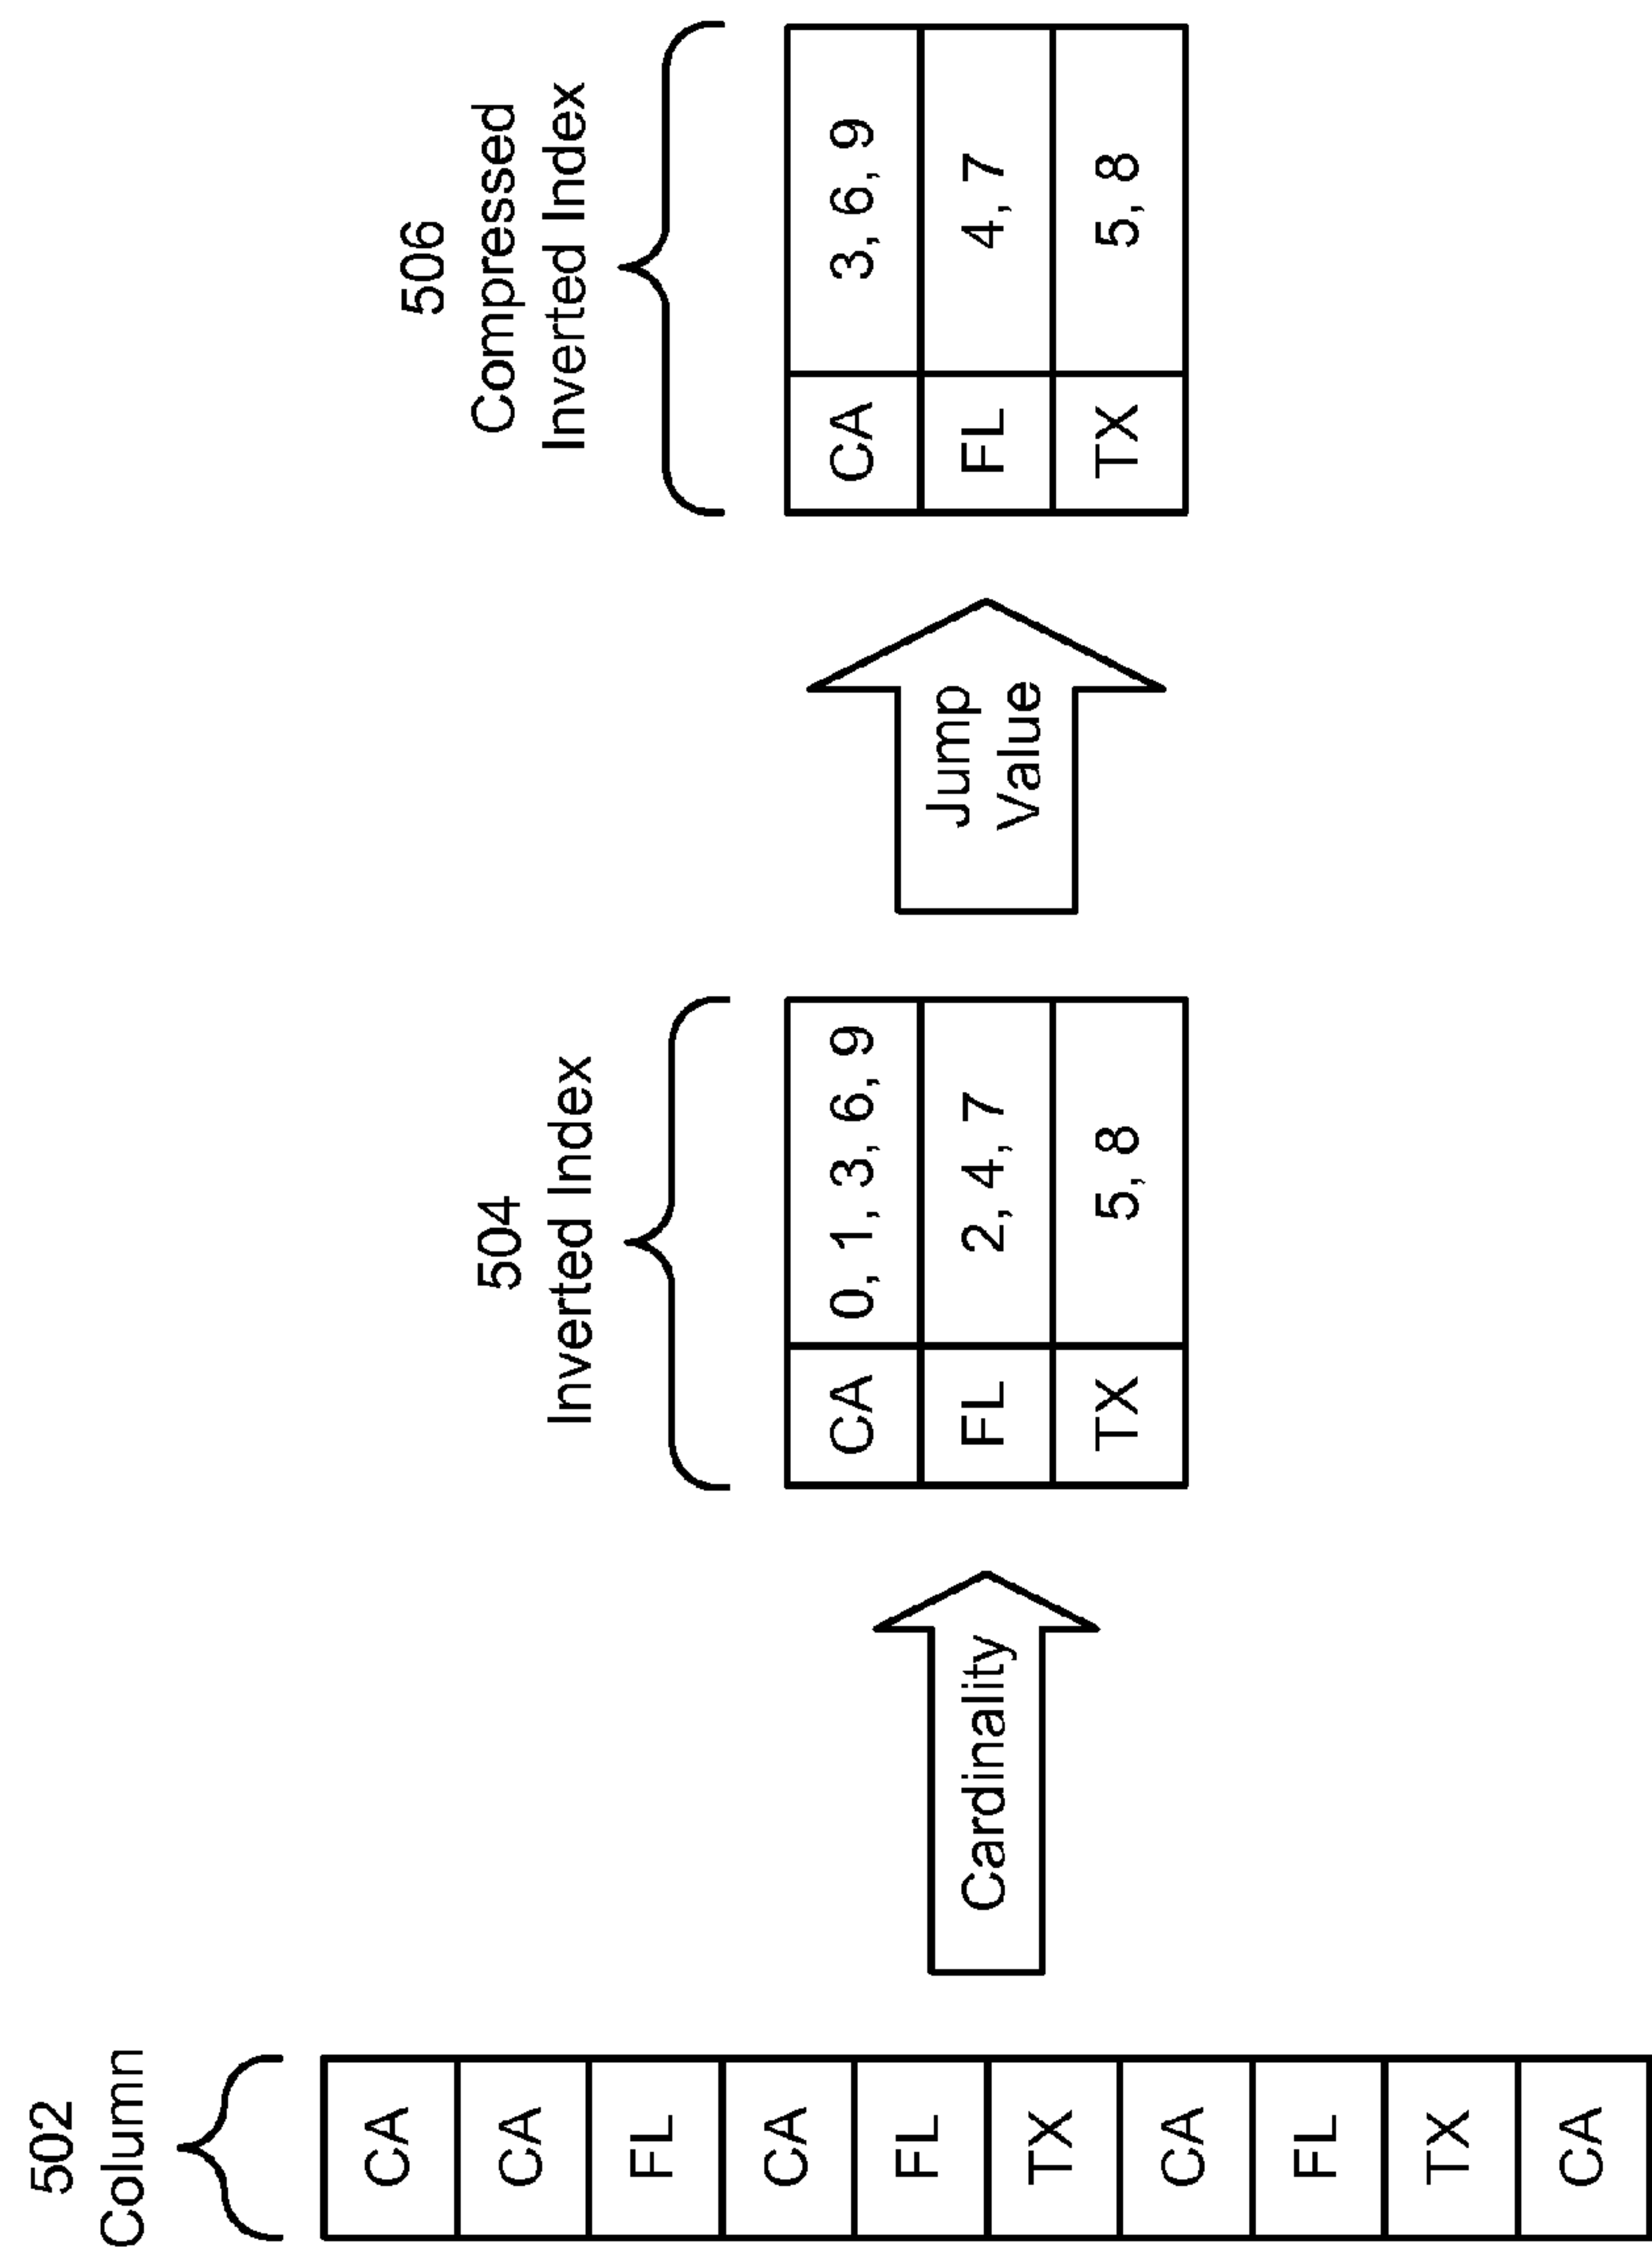 502
Column
CA
CA
FL
CA
FL
TX
CA
FL
TX
CA
Cardinality
504
Inverted Index
CA 0, 1, 3, 6, 9
FL 2, 4, 7
TX 5, 8
Jump
Value
506
Compressed
Inverted Index
CA 3, 6, 9
FL 4, 7
TX 5, 8